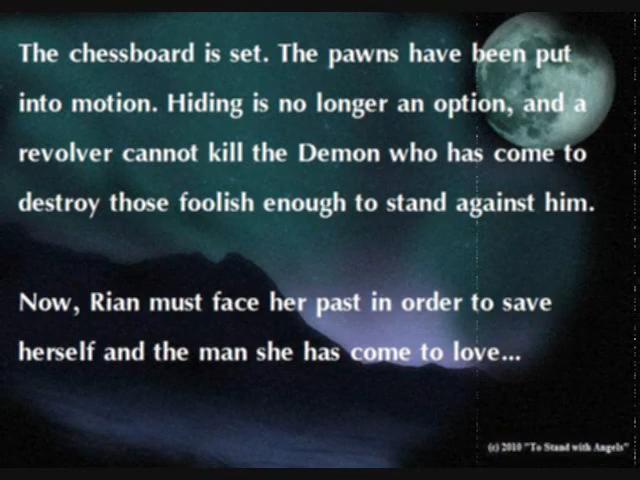 The chessboard is set. The pawns have been put
into motion. Hiding is no longer an option, and a
revolver cannot kill the Demon who has come to
destroy those foolish enough to stand against him.
Now, Rian must face her past in order to save
herself and the man she has come to love...
(c) 2010 "To Stand with Angels"